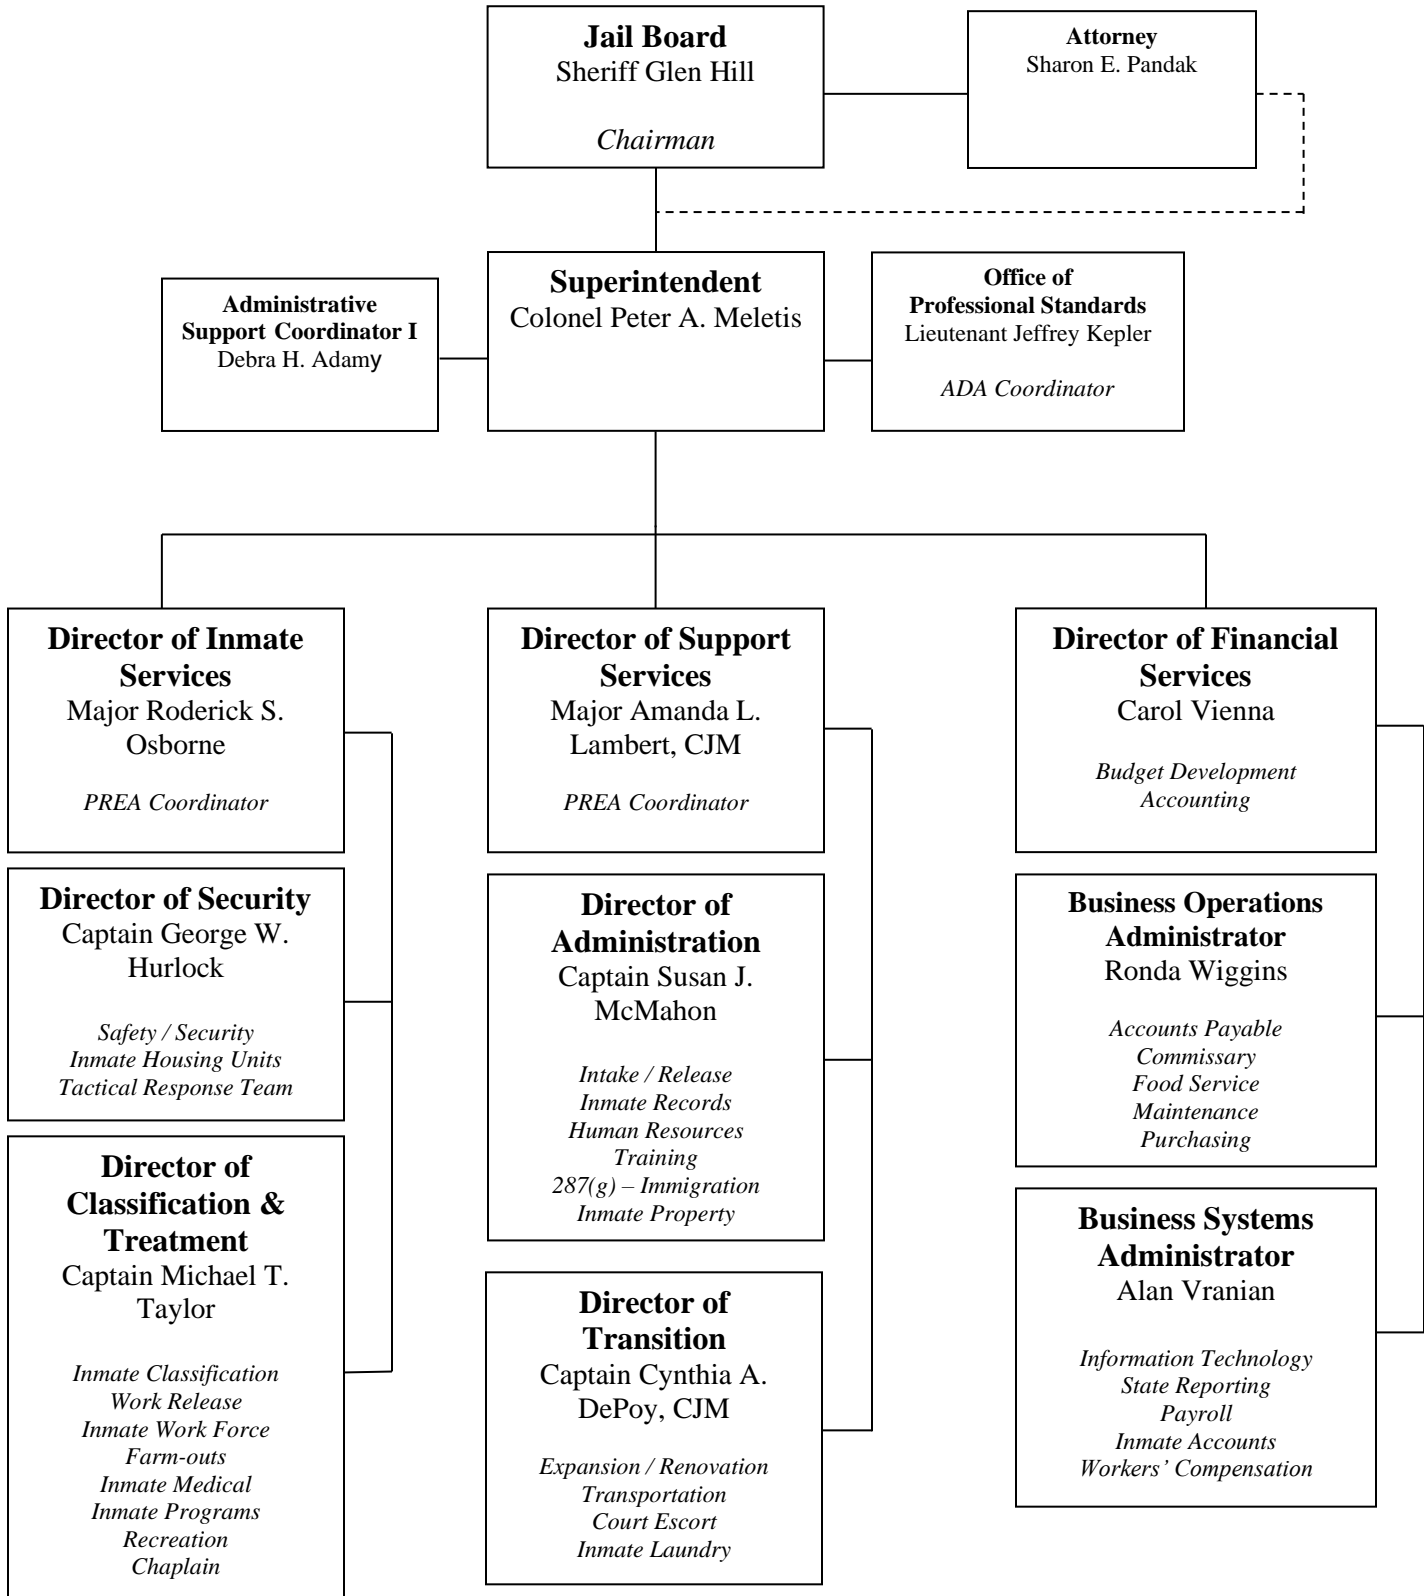 Jail Board
Sheriff Glen Hill
Chairman
Attorney
Sharon E. Pandak
Administrative
Support Coordinator I
Debra H. Adamy
Superintendent
Colonel Peter A. Meletis
Office of
Professional Standards
Lieutenant Jeffrey Kepler
ADA Coordinator
Director of Inmate
Services
Major Roderick S.
Osborne
PREA Coordinator
Director of Security
Captain George W.
Hurlock
Safety / Security
Inmate Housing Units
Tactical Response Team
Director of
Classification &
Treatment
Captain Michael T.
Taylor
Inmate Classification
Work Release
Inmate Work Force
Farm-outs
Inmate Medical
Inmate Programs
Recreation
Chaplain
Director of Support
Services
Major Amanda L.
Lambert, CJM
PREA Coordinator
Director of
Administration
Captain Susan J.
McMahon
Intake / Release
Inmate Records
Human Resources
Training
287(g) – Immigration
Inmate Property
Director of
Transition
Captain Cynthia A.
DePoy, CJM
Expansion / Renovation
Transportation
Court Escort
Inmate Laundry
Director of Financial
Services
Carol Vienna
Budget Development
Accounting
Business Operations
Administrator
Ronda Wiggins
Accounts Payable
Commissary
Food Service
Maintenance
Purchasing
Business Systems
Administrator
Alan Vranian
Information Technology
State Reporting
Payroll
Inmate Accounts
Workers’ Compensation